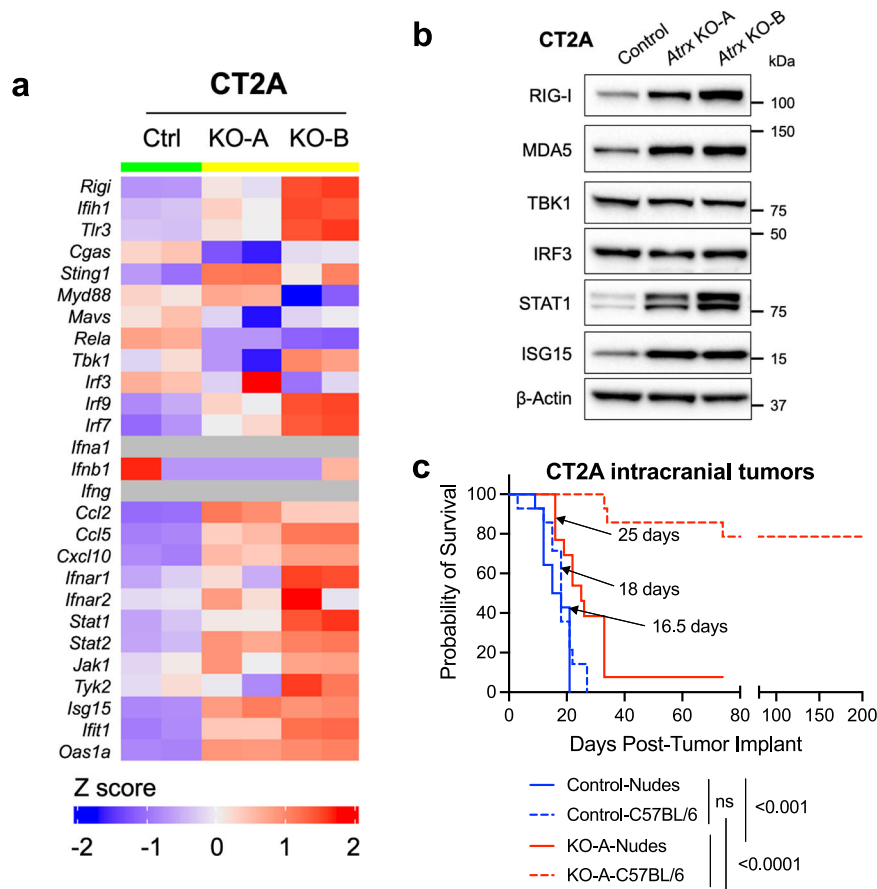 a
CT2A
Ctrl KO-A KO-B
Rigi
Ifih1
Tlr3
Cgas
Sting1
Myd88
Mavs
Rela
Tbk1
Irf3
Irf9
Irf7
Ifna1
Ifnb1
Ifng
Ccl2
Ccl5
Cxcl10
Ifnar1
Ifnar2
Stat1
Stat2
Jak1
Tyk2
Isg15
Ifit1
Oas1a
Z score
-2 -1 0 1 2
b
CT2A Control Atrx KO-A Atrx KO-B
kDa
RIG-I 100
150
MDA5
TBK1 75
50
IRF3
STAT1 75
ISG15 15
β-Actin 37
c
CT2A intracranial tumors
Probability of Survival
100
80
60
40
20
0
25 days
18 days
16.5 days
0 20 40 60 80 100 150 200
Days Post-Tumor Implant
Control-Nudes
Control-C57BL/6
KO-A-Nudes
KO-A-C57BL/6
ns <0.001
<0.0001